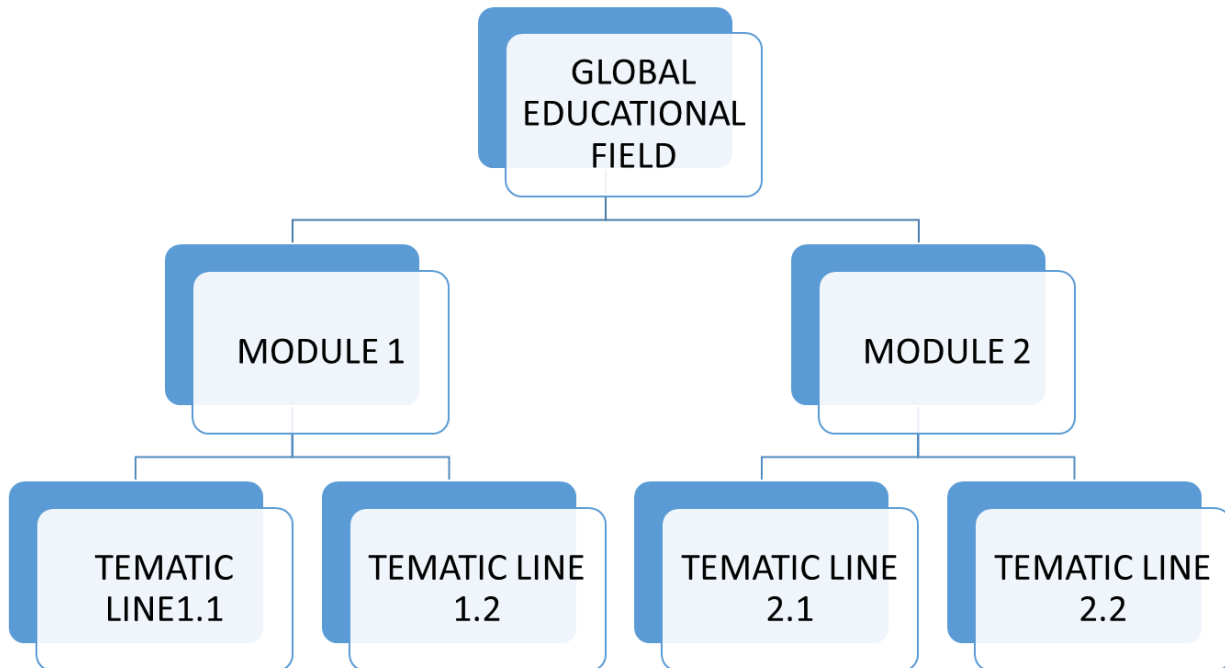 GLOBAL
EDUCATIONAL
FIELD
MODULE 1
MODULE 2
TEMATIC
LINE1.1
TEMATIC LINE
1.2
TEMATIC LINE
2.1
TEMATIC LINE
2.2